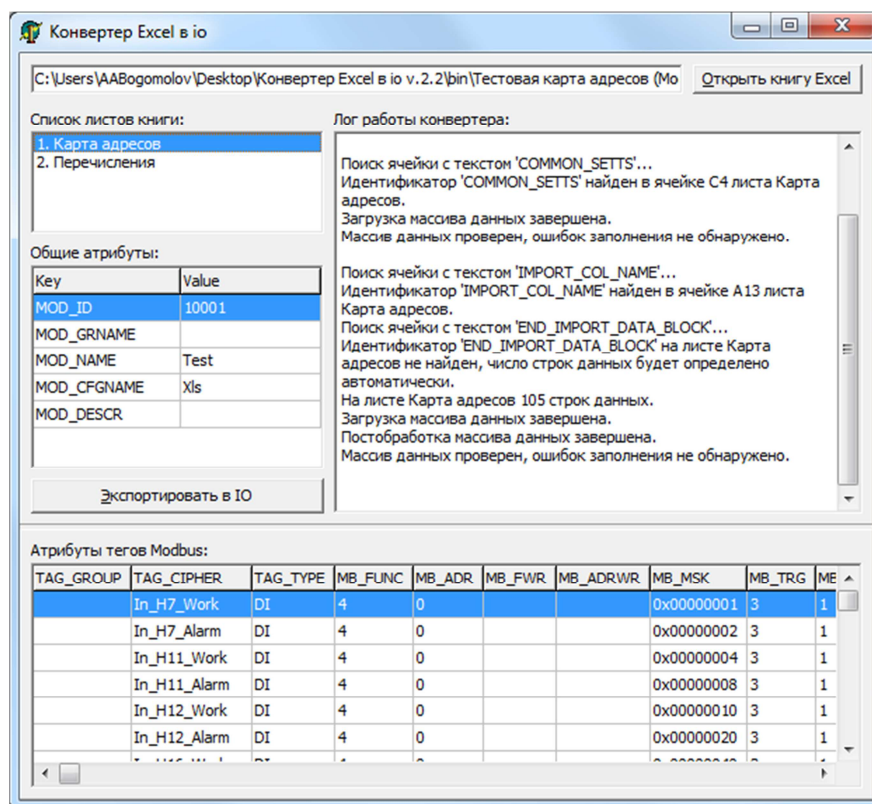 Конвертер Excel в io
C:\Users\AABogomolov\Desktop\Конвертер Excel в io v.2.2\bin\Тестовая карта адресов (Мо
Открыть книгу Excel
Список листов книги:
1. Карта адресов
2. Перечисления
Общие атрибуты:
Key Value
MOD_ID 10001
MOD_GRNAME
MOD_NAME Test
MOD_CFGNAME Xls
MOD_DESCR
Экспортировать в IO
Лог работы конвертера:
Поиск ячейки с текстом 'COMMON_SETTS'...
Идентификатор 'COMMON_SETTS' найден в ячейке C4 листа Карта
адресов.
Загрузка массива данных завершена.
Массив данных проверен, ошибок заполнения не обнаружено.
Поиск ячейки с текстом 'IMPORT_COL_NAME'...
Идентификатор 'IMPORT_COL_NAME' найден в ячейке A13 листа
Карта адресов.
Поиск ячейки с текстом 'END_IMPORT_DATA_BLOCK'...
Идентификатор 'END_IMPORT_DATA_BLOCK' на листе Карта
адресов не найден, число строк данных будет определено
автоматически.
На листе Карта адресов 105 строк данных.
Загрузка массива данных завершена.
Постобработка массива данных завершена.
Массив данных проверен, ошибок заполнения не обнаружено.
Атрибуты тегов Modbus:
TAG_GROUP TAG_CIPHER TAG_TYPE MB_FUNC MB_ADR MB_FWR MB_ADRWR MB_MSK MB_TRG ME
In_H7_Work DI 4 0 0x00000001 3 1
In_H7_Alarm DI 4 0 0x00000002 3 1
In_H11_Work DI 4 0 0x00000004 3 1
In_H11_Alarm DI 4 0 0x00000008 3 1
In_H12_Work DI 4 0 0x00000010 3 1
In_H12_Alarm DI 4 0 0x00000020 3 1